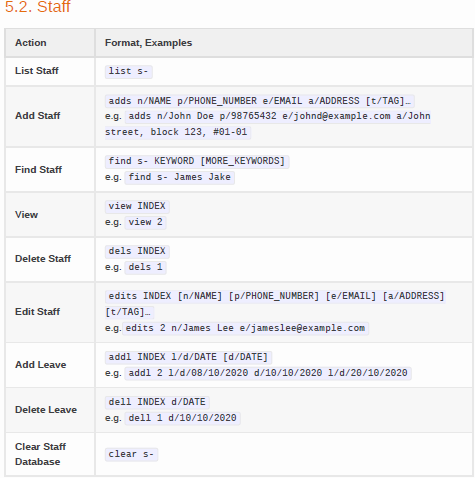 5.2. Staff
Action Format, Examples
List Staff list s-
adds n/NAME p/PHONE_NUMBER e/EMAIL a/ADDRESS [t/TAG]…
Add Staff e.g. adds n/John Doe p/98765432 e/johnd@example.com a/John
street, block 123, #01-01
find s- KEYWORD [MORE_KEYWORDS]
Find Staff
e.g. find s- James Jake
view INDEX
View
e.g. view 2
dels INDEX
Delete Staff
e.g. dels 1
edits INDEX [n/NAME] [p/PHONE_NUMBER] [e/EMAIL] [a/ADDRESS]
Edit Staff [t/TAG]…
e.g. edits 2 n/James Lee e/jameslee@example.com
addl INDEX l/d/DATE [d/DATE]
Add Leave
e.g. addl 2 l/d/08/10/2020 d/10/10/2020 l/d/20/10/2020
dell INDEX d/DATE
Delete Leave
e.g. dell 1 d/10/10/2020
Clear Staff
Database clear s-